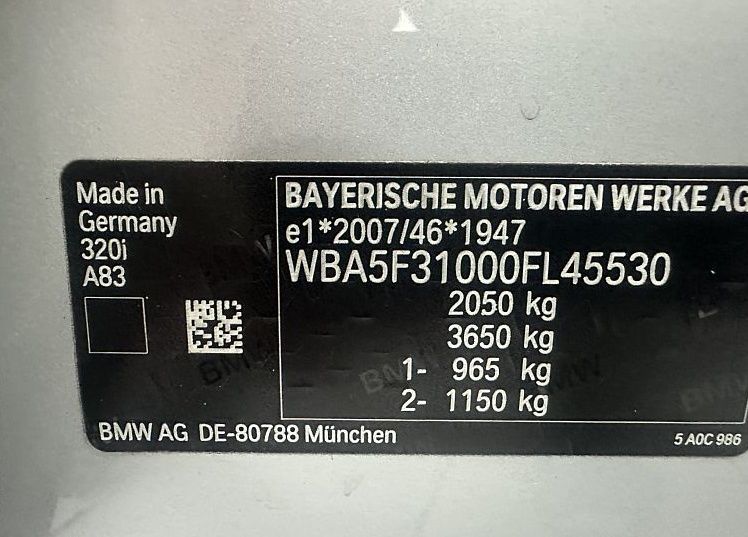 Made in
Germany
320i
A83
BAYERISCHE MOTOREN WERKE AG
e1*2007/46*1947
WBA5F31000FL45530
2050 kg
3650 kg
1- 965 kg
2- 1150 kg
BMW AG DE-80788 München
5 A0C 986